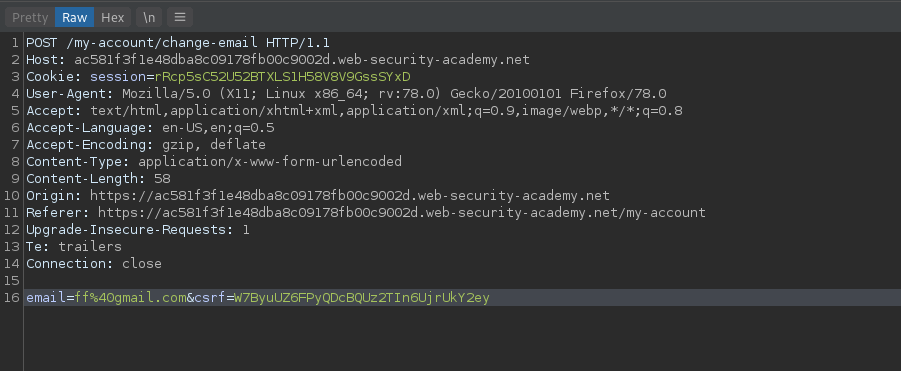 Pretty Raw Hex \n ≡
1 POST /my-account/change-email HTTP/1.1
2 Host: ac581f3f1e48dba8c09178fb00c9002d.web-security-academy.net
3 Cookie: session=rRcp5sC52U52BTXLS1H58V8V9GssSYxD
4 User-Agent: Mozilla/5.0 (X11; Linux x86_64; rv:78.0) Gecko/20100101 Firefox/78.0
5 Accept: text/html,application/xhtml+xml,application/xml;q=0.9,image/webp,*/*;q=0.8
6 Accept-Language: en-US,en;q=0.5
7 Accept-Encoding: gzip, deflate
8 Content-Type: application/x-www-form-urlencoded
9 Content-Length: 58
10 Origin: https://ac581f3f1e48dba8c09178fb00c9002d.web-security-academy.net
11 Referer: https://ac581f3f1e48dba8c09178fb00c9002d.web-security-academy.net/my-account
12 Upgrade-Insecure-Requests: 1
13 Te: trailers
14 Connection: close
15
16 email=ff%40gmail.com&csrf=W7ByuUZ6FPyQDcBQUz2TIn6UjrUkY2ey